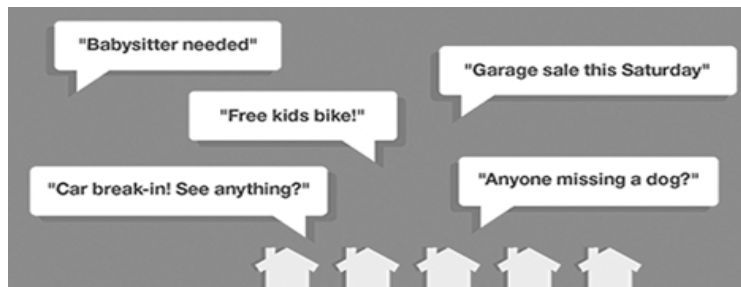 "Babysitter needed"
"Garage sale this Saturday"
"Free kids bike!"
"Car break-in! See anything?"
"Anyone missing a dog?"